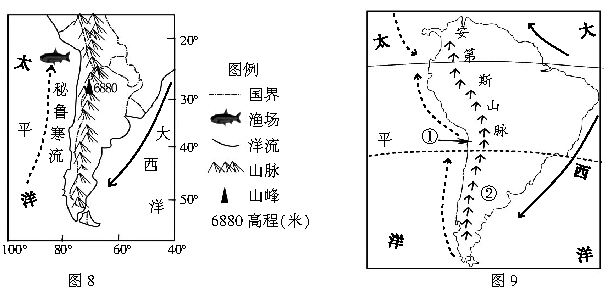 太
平
洋
秘鲁寒流
6880
大
西
洋
20°
30°
40°
50°
100°
80°
60°
40°
图例
国界
渔场
洋流
山脉
山峰
6880 高程(米)
图 8
太
平
洋
安
第
斯
山
脉
①
②
大
西
洋
图 9